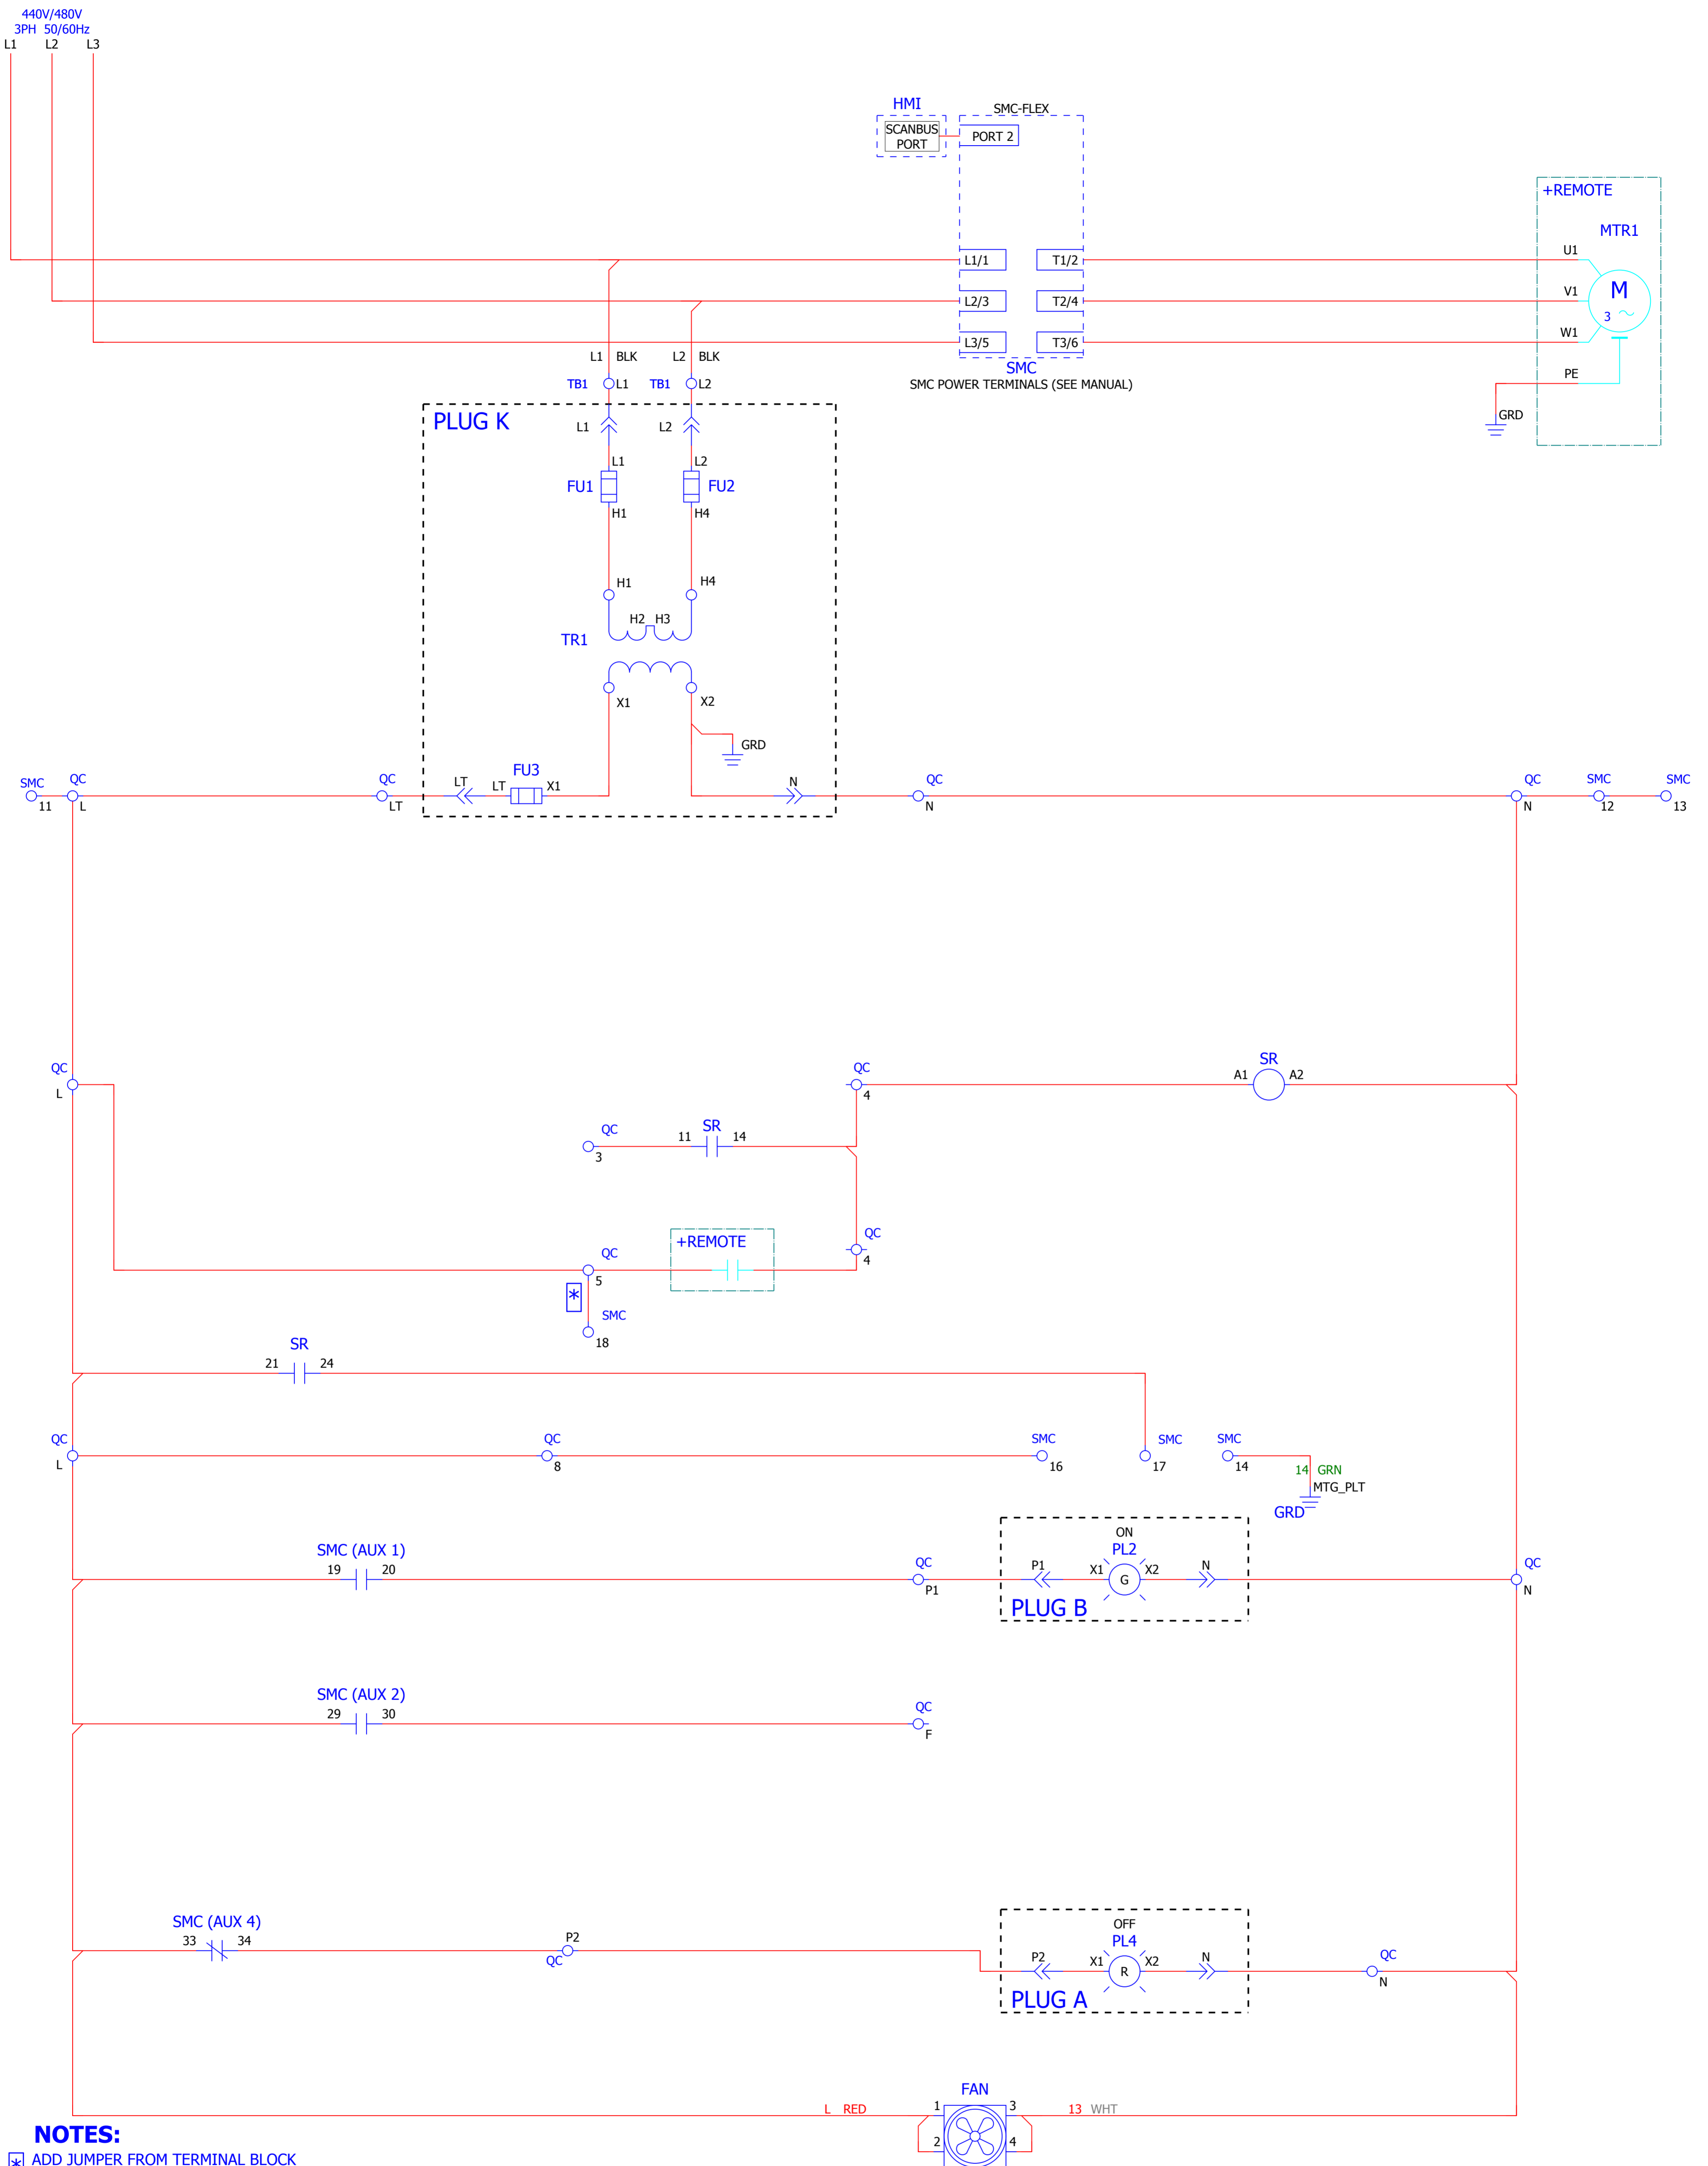 440V/480V
3PH 50/60Hz
L1 L2 L3
HMI
SCANBUS
PORT
SMC-FLEX
PORT 2
+REMOTE
MTR1
L1/1 T1/2 U1
L2/3 T2/4 V1
M
3
L3/5 T3/6 W1
SMC
SMC POWER TERMINALS (SEE MANUAL)
PE
GRD
L1 BLK L2 BLK
TB1 L1 TB1 L2
PLUG K
L1 L2
L1 L2
FU1 FU2
H1 H4
H1 H4
H2 H3
TR1
X1 X2
GRD
SMC QC QC LT LT FU3 X1 N QC QC SMC SMC
11 L LT N N 12 13
QC QC SR
L 4 A1 A2
QC SR
3 11 14
+REMOTE QC
QC 4
5
*
SMC
18
SR
21 24
QC QC SMC SMC SMC
L 8 16 17 14
14 GRN
MTG_PLT
GRD
ON
SMC (AUX 1) QC PL2 QC
19 20 P1 P1 X1 G X2 N N
PLUG B
SMC (AUX 2) QC
29 30 F
OFF
SMC (AUX 4) P2 PL4 QC
33 34 QC P2 X1 R X2 N N
PLUG A
FAN
L RED 1 3 13 WHT
2 4
NOTES:
* ADD JUMPER FROM TERMINAL BLOCK